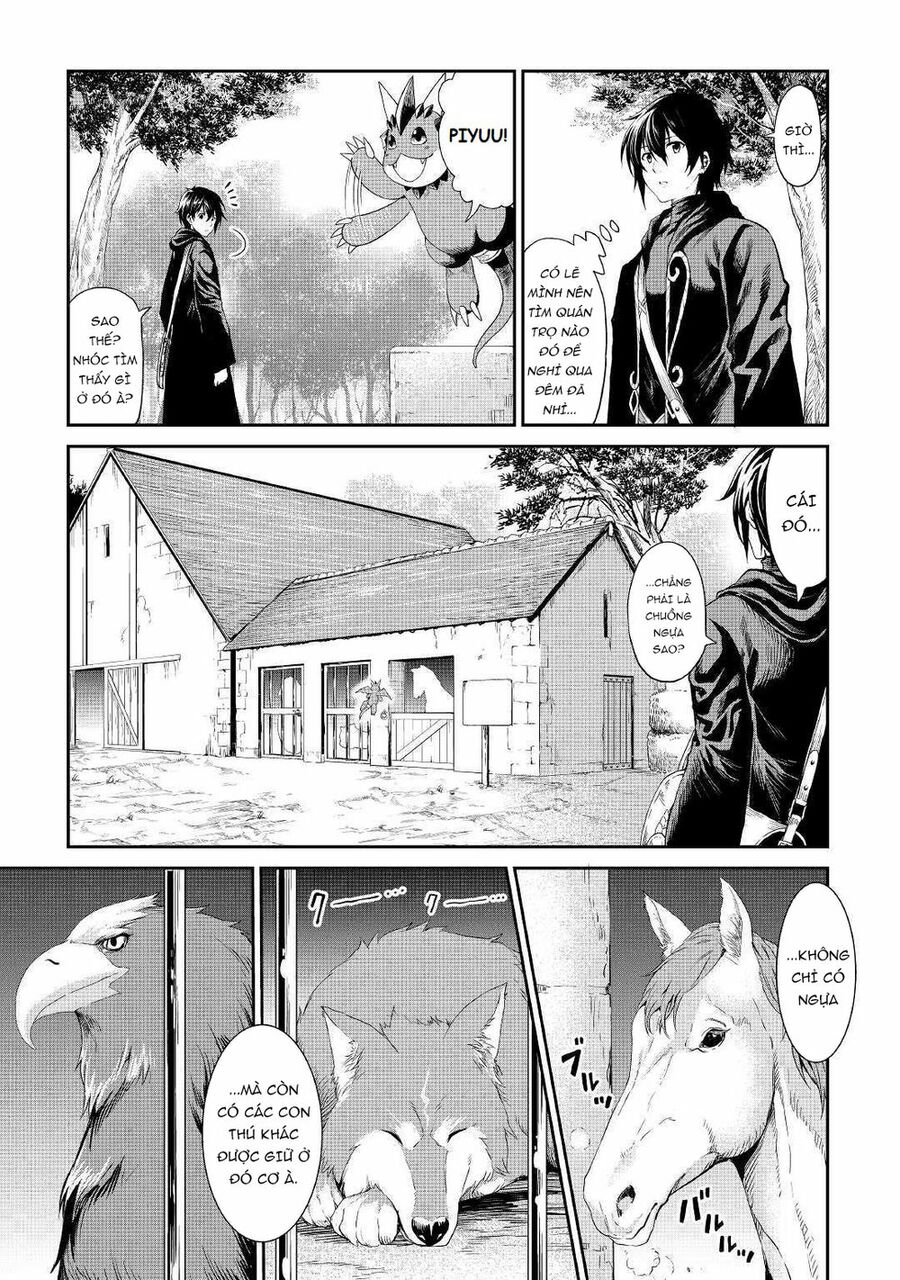 GIỜ
THÌ...
CÓ LẼ
MÌNH NÊN
TÌM QUÁN
TRỌ NÀO
ĐÓ ĐỂ
NGHỈ QUA
ĐÊM ĐÃ
NHỈ...
PIYUU!
SAO
THẾ?
NHÓC TÌM
THẤY GÌ
Ở ĐÓ À?
CÁI
ĐÓ...
...CHẲNG
PHẢI LÀ
CHUỒNG
NGỰA
SAO?
...KHÔNG
CHỈ CÓ
NGỰA
ブルッ
ブルルッ
クー…
クー…
...MÀ CÒN
CÓ CÁC CON
THÚ KHÁC
ĐƯỢC GIỮ Ở
ĐÓ CƠ À.